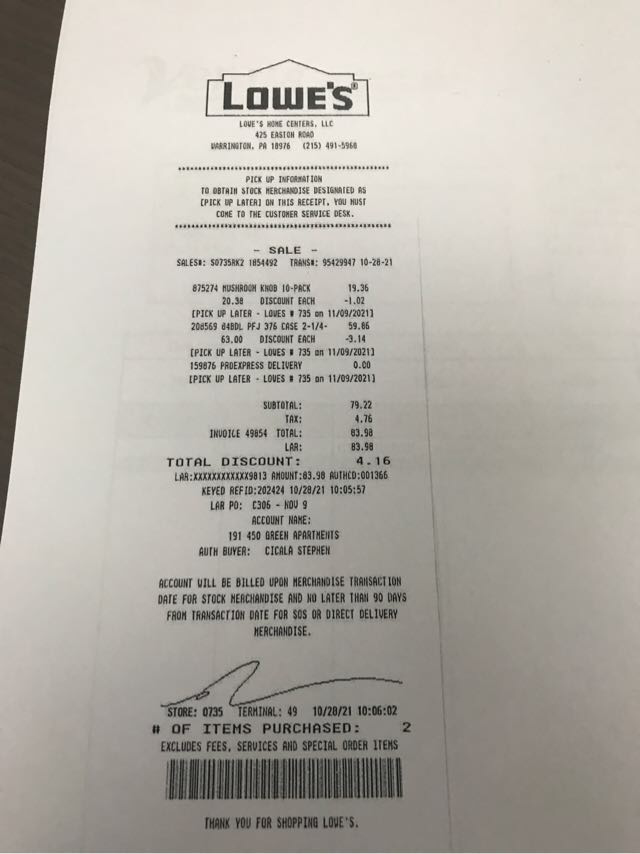 LOWE'S®
LOWE'S HOME CENTERS, LLC
425 EASTON ROAD
WARRINGTON, PA 18976 (215) 491-5968
PICK UP INFORMATION
TO OBTAIN STOCK MERCHANDISE DESIGNATED AS
[PICK UP LATER] ON THIS RECEIPT, YOU MUST
COME TO THE CUSTOMER SERVICE DESK.
- SALE -
SALES#: S0735RK2 1854492 TRANS#: 95429947 10-28-21
875274 MUSHROOM KNOB 10-PACK 19.36
20.38 DISCOUNT EACH -1.02
[PICK UP LATER - LOWES # 735 on 11/09/2021]
208569 84BDL PFJ 376 CASE 2-1/4- 59.86
63.00 DISCOUNT EACH -3.14
[PICK UP LATER - LOWES # 735 on 11/09/2021]
159876 PROEXPRESS DELIVERY 0.00
[PICK UP LATER - LOWES # 735 on 11/09/2021]
SUBTOTAL: 79.22
TAX: 4.76
INVOICE 49854 TOTAL: 83.98
LAR: 83.98
TOTAL DISCOUNT: 4.16
LAR:XXXXXXXXXXXX9813 AMOUNT:83.98 AUTHCD:001366
KEYED REFID:202424 10/28/21 10:05:57
LAR PO: C306 - NOV 9
ACCOUNT NAME:
191 450 GREEN APARTMENTS
AUTH BUYER: CICALA STEPHEN
ACCOUNT WILL BE BILLED UPON MERCHANDISE TRANSACTION
DATE FOR STOCK MERCHANDISE AND NO LATER THAN 90 DAYS
FROM TRANSACTION DATE FOR SOS OR DIRECT DELIVERY
MERCHANDISE.
STORE: 0735 TERMINAL: 49 10/28/21 10:06:02
# OF ITEMS PURCHASED: 2
EXCLUDES FEES, SERVICES AND SPECIAL ORDER ITEMS
THANK YOU FOR SHOPPING LOWE'S.